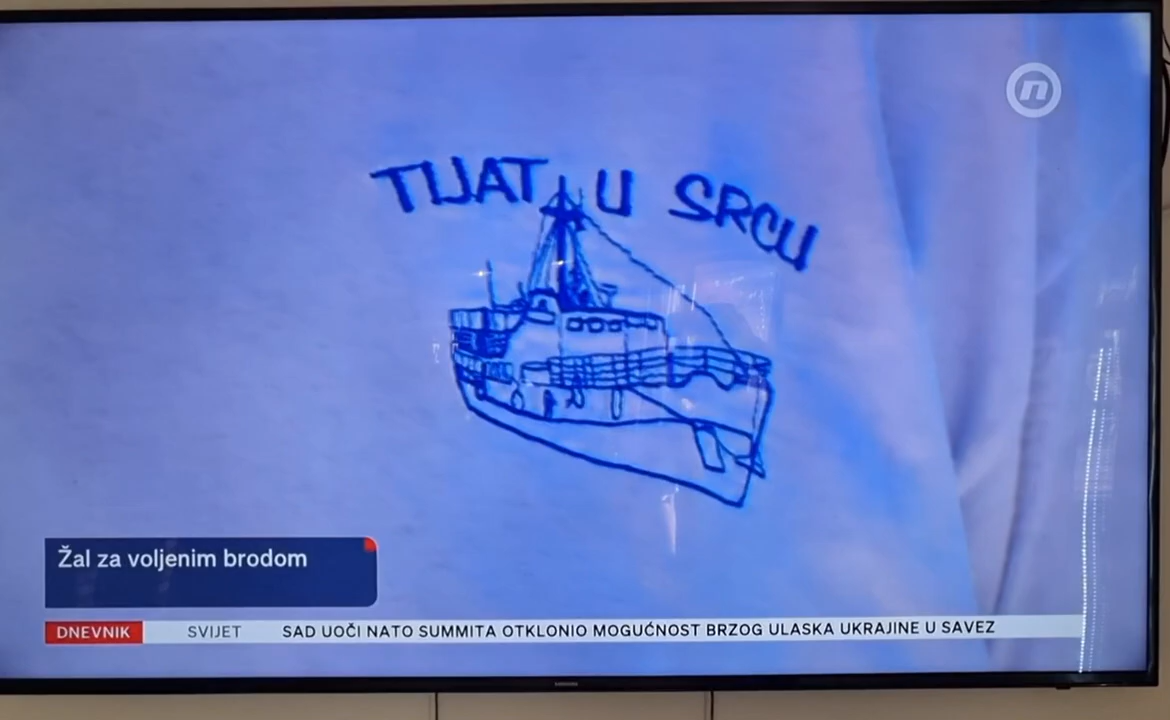 TIJAT U SRCU
Žal za voljenim brodom
DNEVNIK SVIJET SAD UOČI NATO SUMMITA OTKLONIO MOGUĆNOST BRZOG ULASKA UKRAJINE U SAVEZ